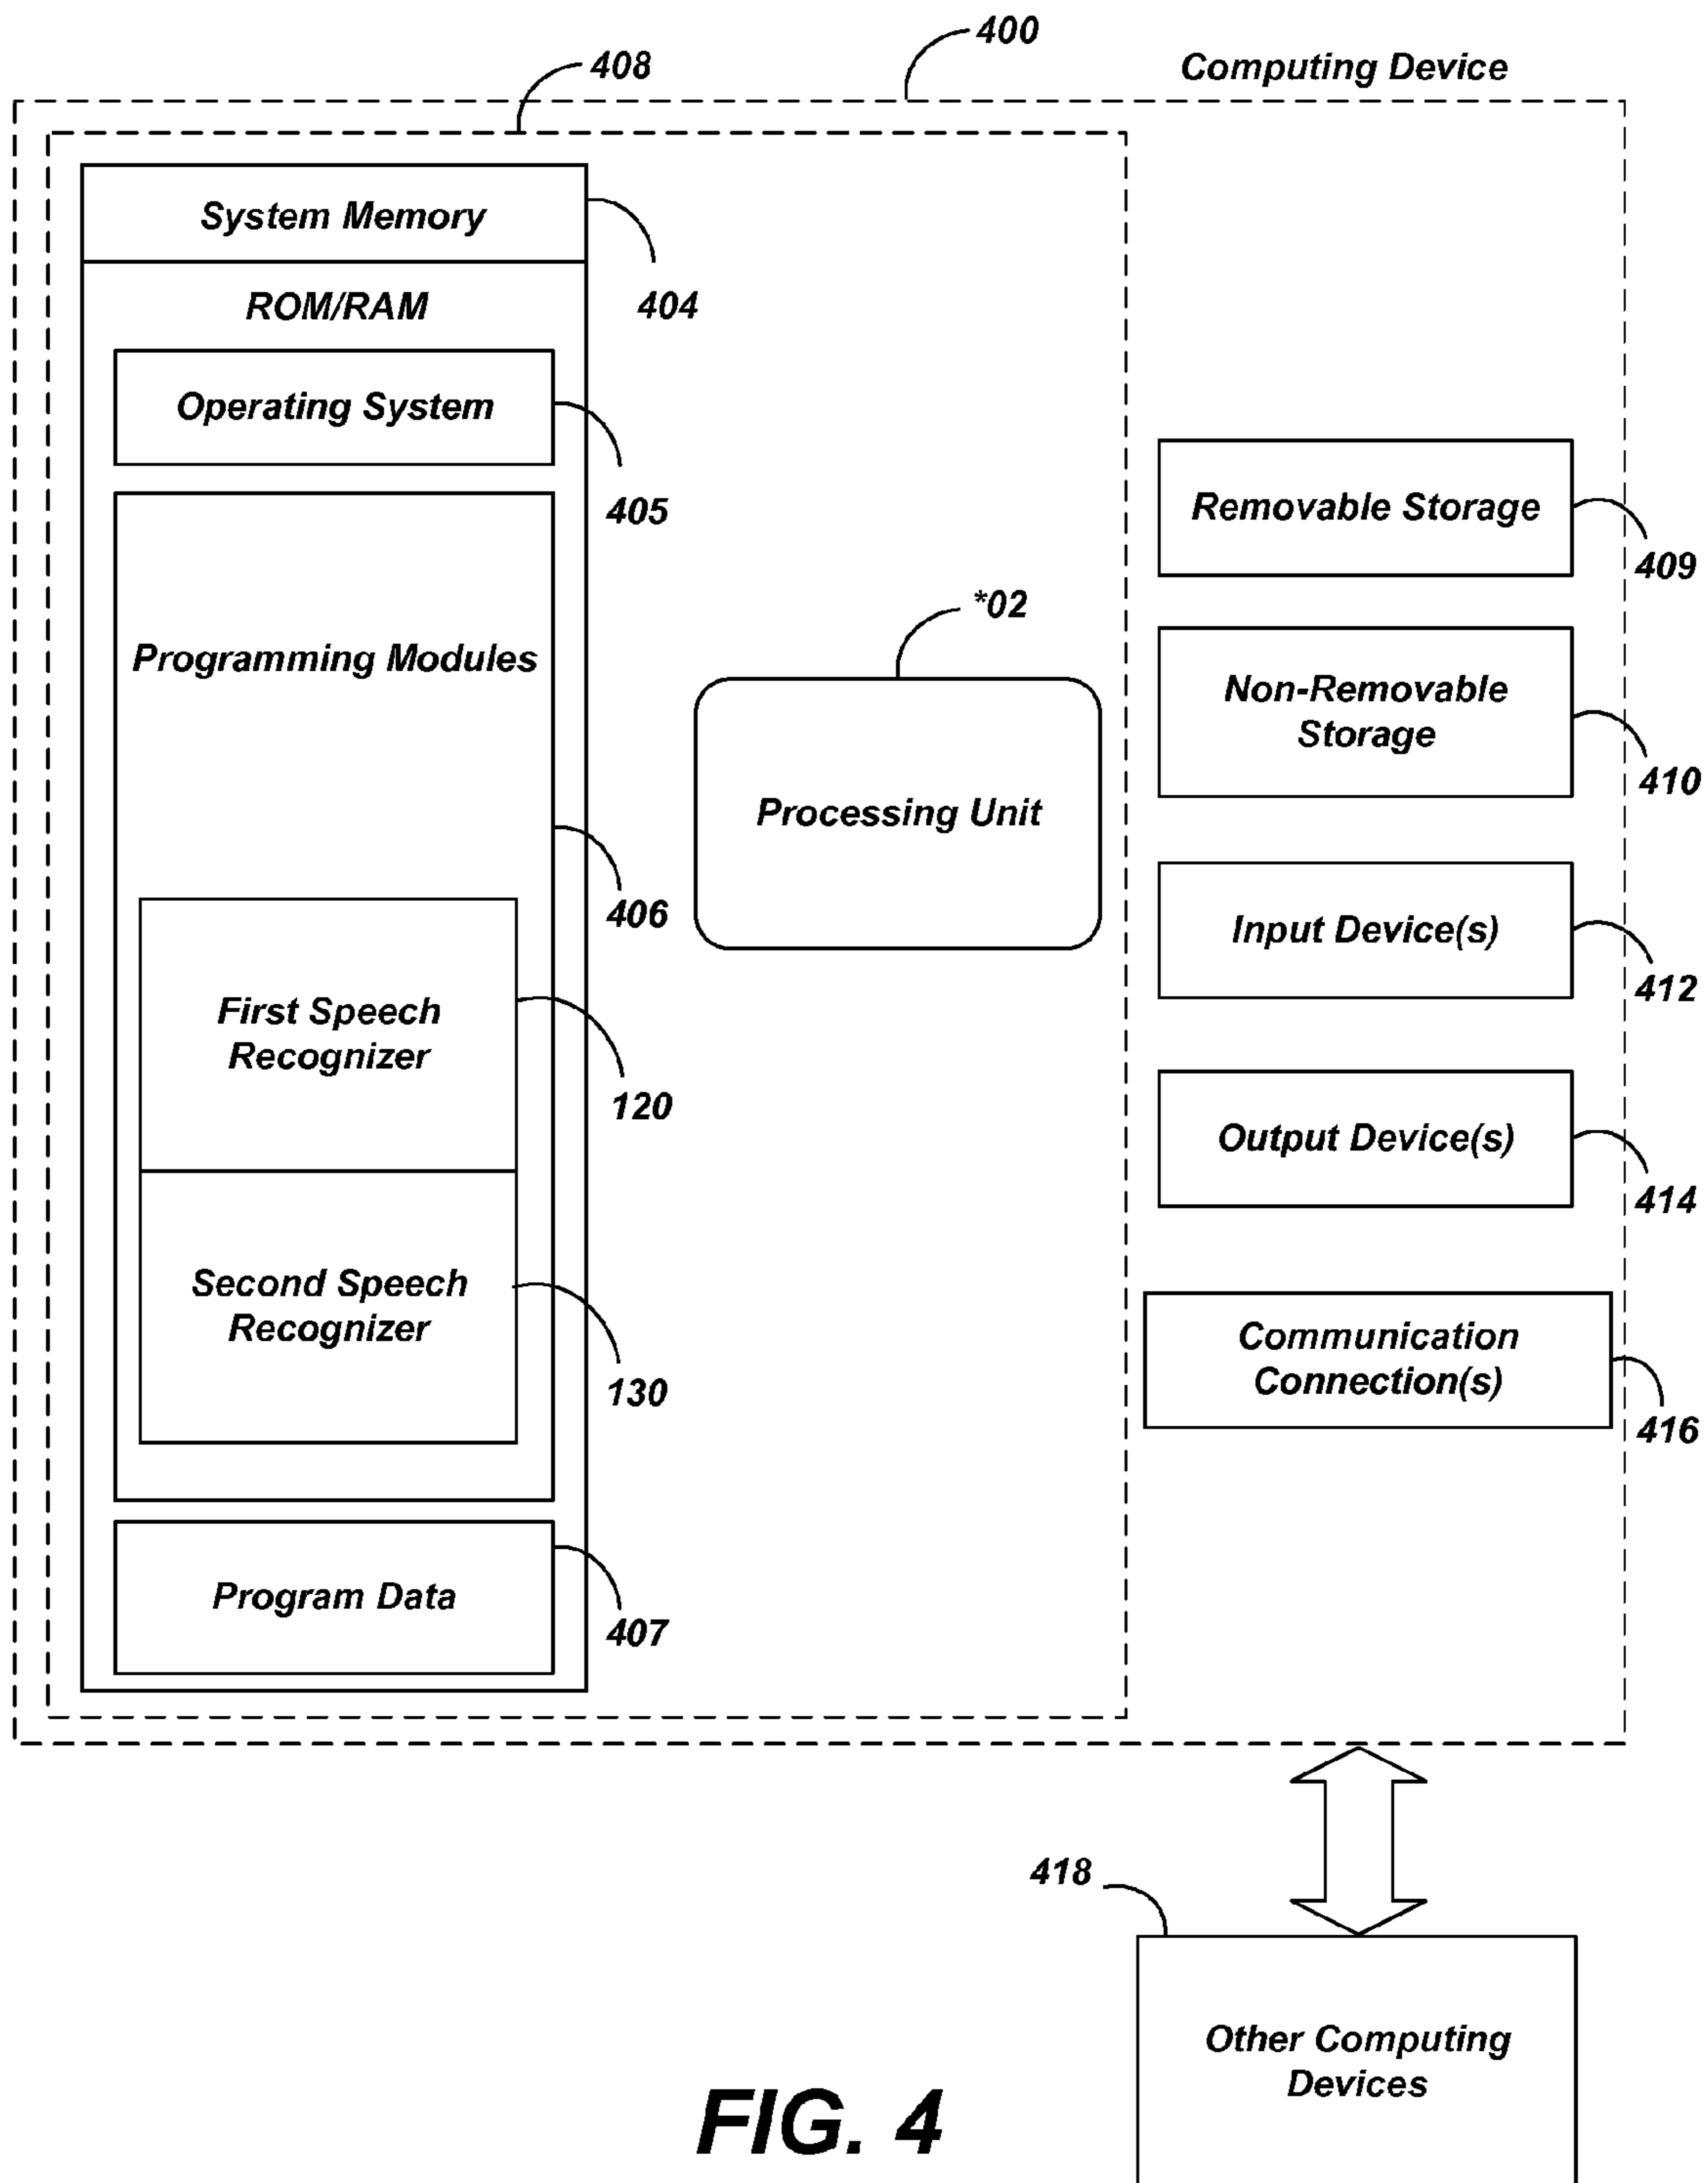 400
408
Computing Device
System Memory
404
ROM/RAM
Operating System
405
Removable Storage
409
*02
Programming Modules
Non-Removable
Storage
410
Processing Unit
406
Input Device(s)
412
First Speech
Recognizer
120
Output Device(s)
414
Second Speech
Recognizer
130
Communication
Connection(s)
416
Program Data
407
418
Other Computing
Devices
FIG. 4